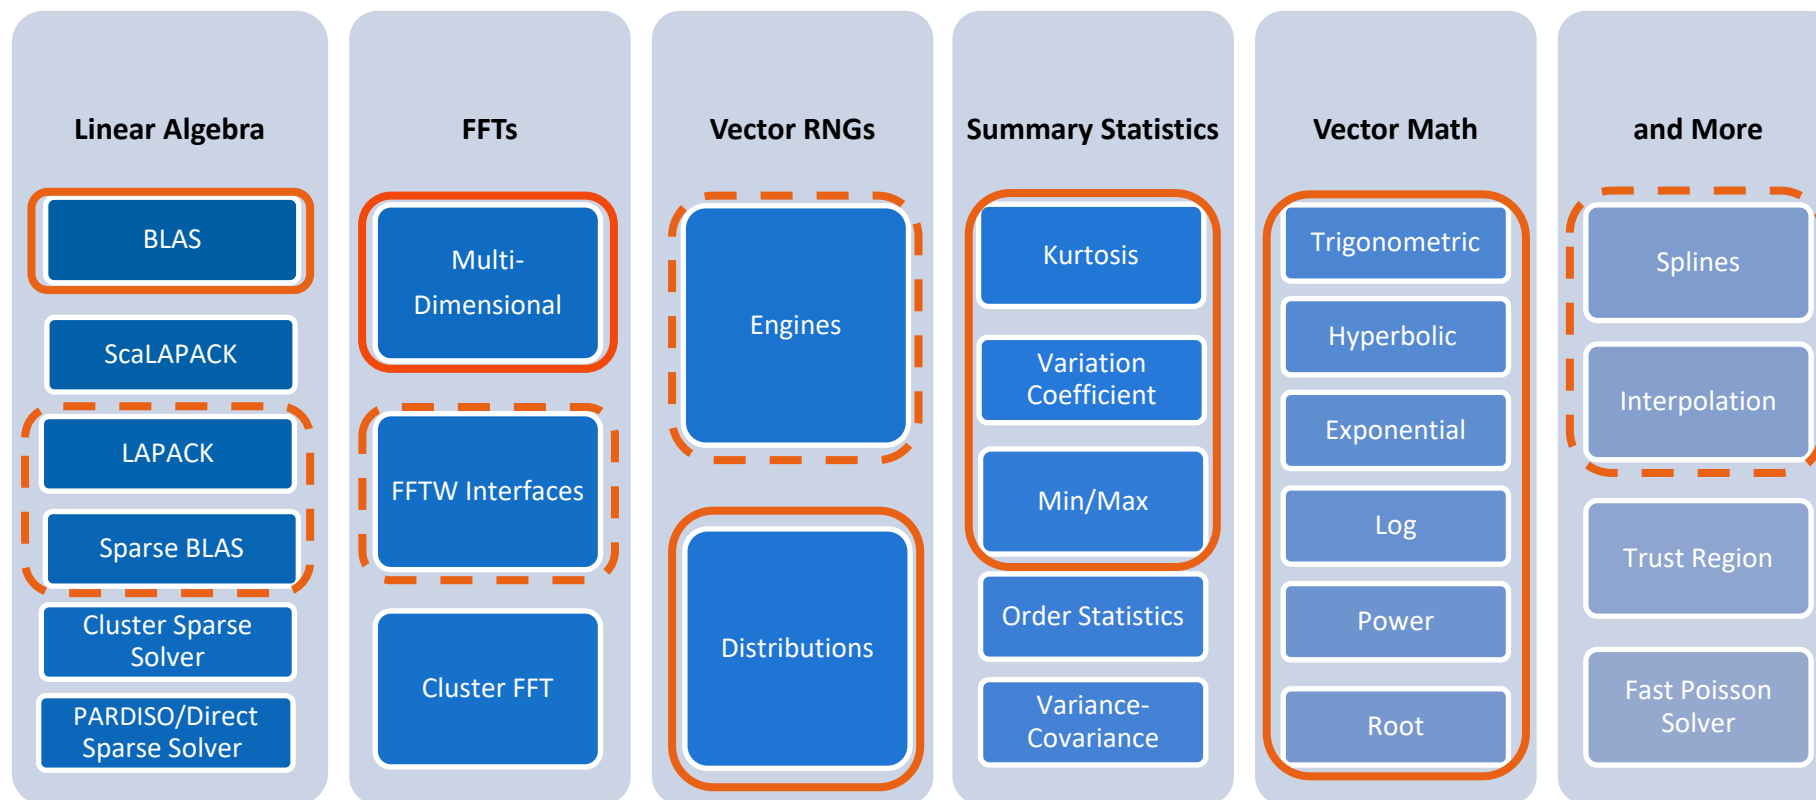 Linear Algebra
BLAS
ScaLAPACK
LAPACK
Sparse BLAS
Cluster Sparse
Solver
PARDISO/Direct
Sparse Solver
FFTs
Multi-
Dimensional
FFTW Interfaces
Cluster FFT
Vector RNGs
Engines
Distributions
Summary Statistics
Kurtosis
Variation
Coefficient
Min/Max
Order Statistics
Variance-
Covariance
Vector Math
Trigonometric
Hyperbolic
Exponential
Log
Power
Root
and More
Splines
Interpolation
Trust Region
Fast Poisson
Solver